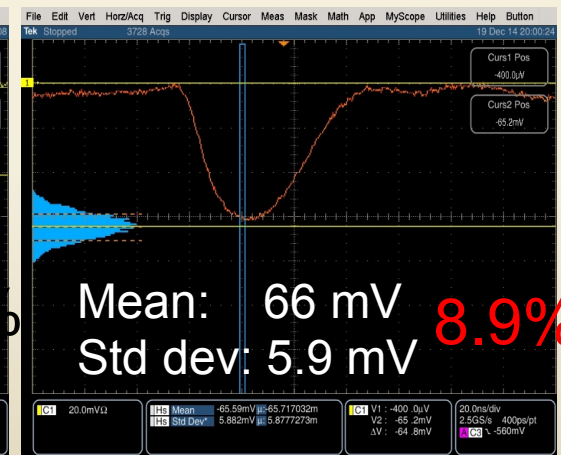 File Edit Vert Horz/Acq Trig Display Cursor Meas Mask Math App MyScope Utilities Help Button
Tek Stopped 3728 Acqs 19 Dec 14 20:00:24
Curs1 Pos
-400.0µV
Curs2 Pos
-65.2mV
1
Mean: 66 mV
Std dev: 5.9 mV
8.9%
C1 20.0mVΩ
Hs Mean -65.59mV µ:-65.717032m
Hs Std Dev* 5.882mV µ:5.8777273m
C1 V1 : -400 .0µV
V2 : -65 .2mV
ΔV : -64 .8mV
20.0ns/div
2.5GS/s 400ps/pt
A C3 -560mV